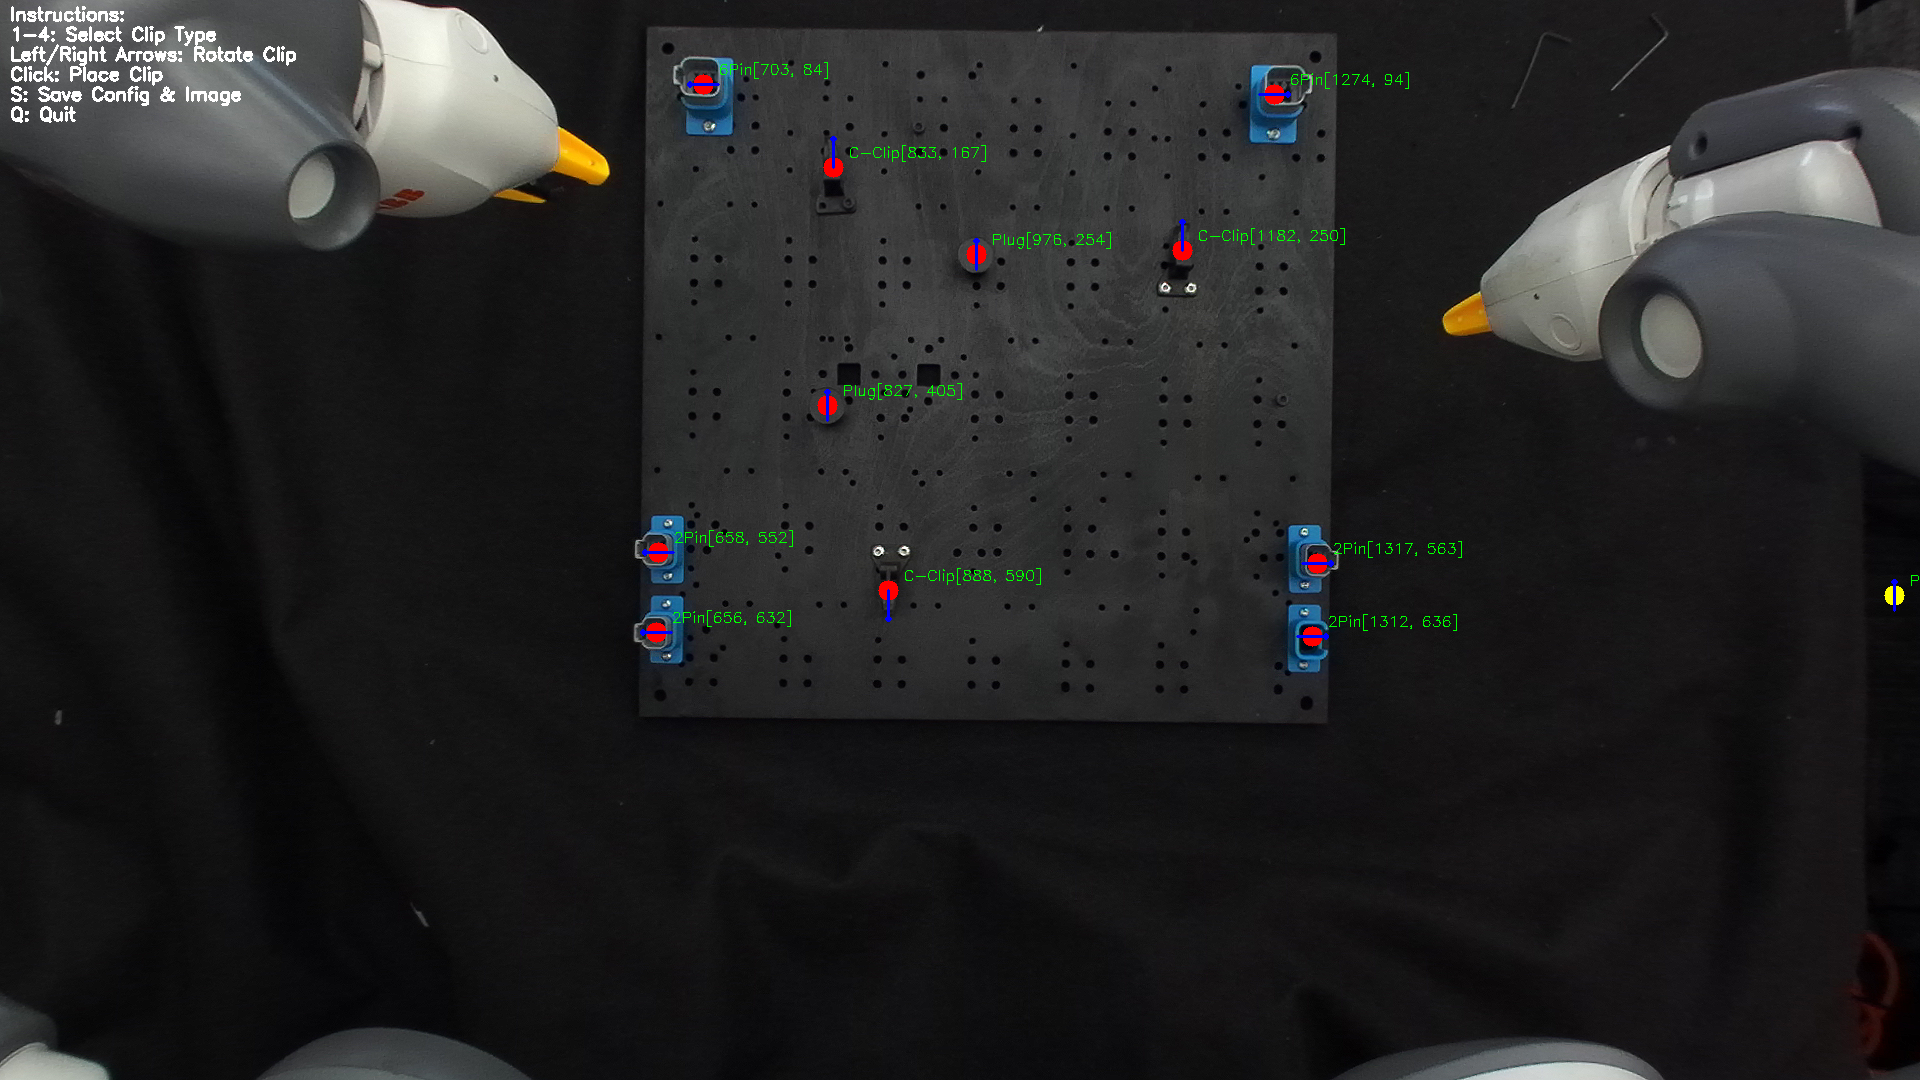 Instructions:
1-4: Select Clip Type
Left/Right Arrows: Rotate Clip
Click: Place Clip
S: Save Config & Image
Q: Quit
6Pin[703, 84]
6Pin[1274, 94]
C-Clip[833, 167]
Plug[976, 254]
C-Clip[1182, 250]
Plug[827, 405]
2Pin[658, 552]
2Pin[1317, 563]
C-Clip[888, 590]
P
2Pin[656, 632]
2Pin[1312, 636]